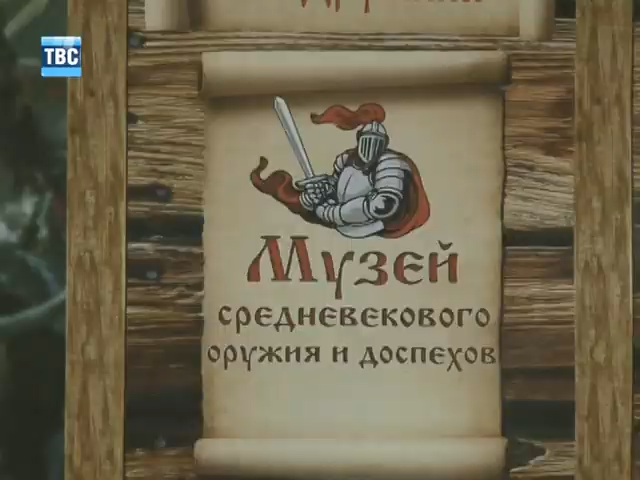 ТВС
Музей
средневекового
оружия и доспехов